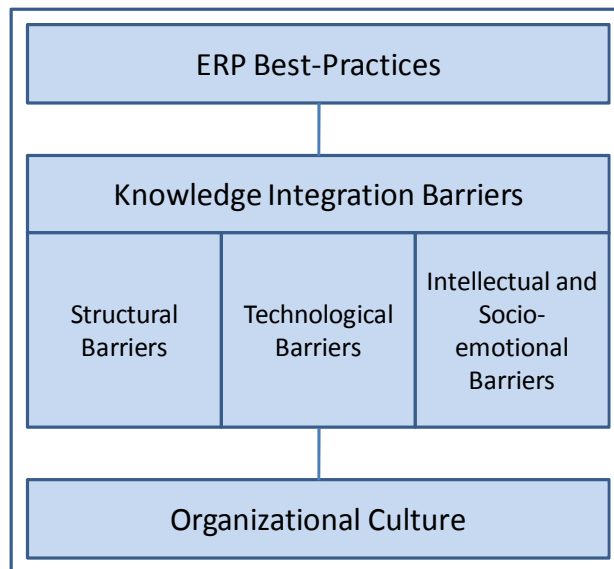 ERP Best-Practices
Knowledge Integration Barriers
Structural
Barriers
Technological
Barriers
Intellectual and
Socio-
emotional
Barriers
Organizational Culture